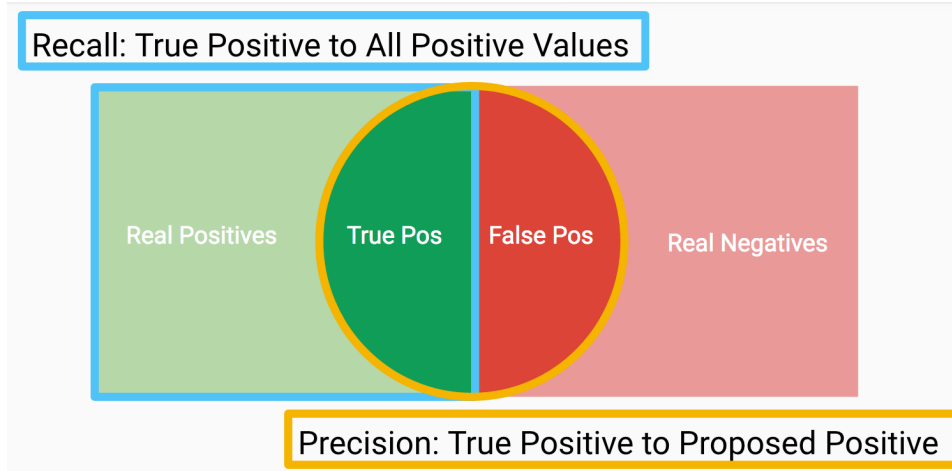 Recall: True Positive to All Positive Values
Real Positives
True Pos
False Pos
Real Negatives
Precision: True Positive to Proposed Positive